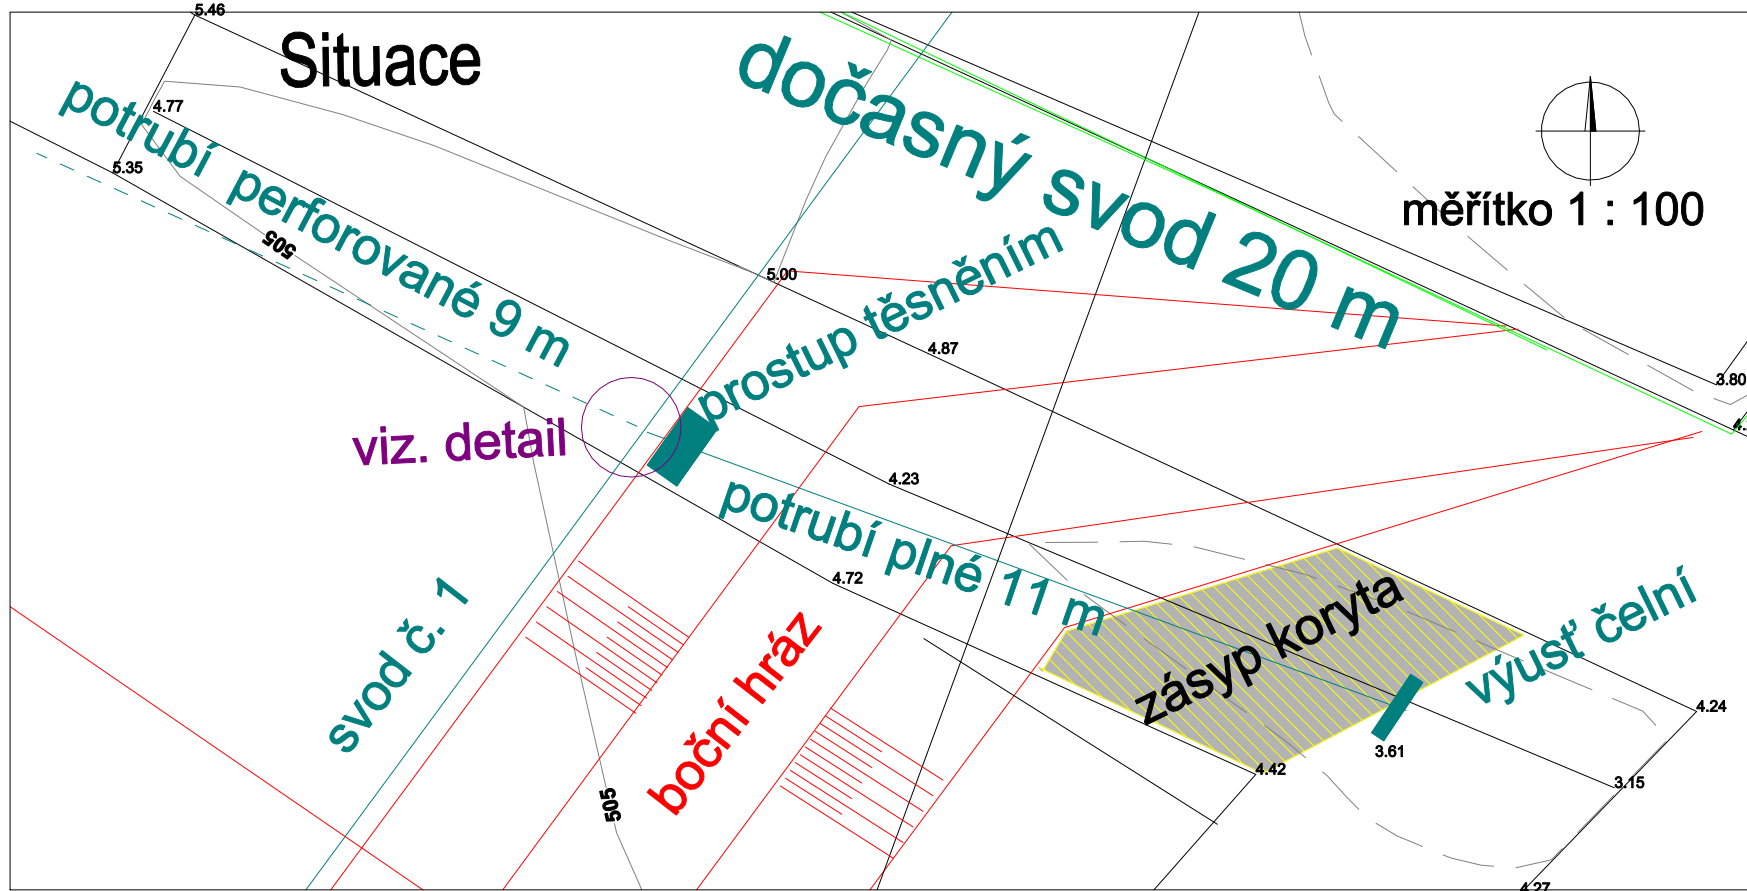 5.46
Situace
dočasný svod 20 m
4.77
potrubí perforované 9 m
5.35
měřítko 1 : 100
505
5.00
prostup těsněním
4.87
3.80
viz. detail
4.23
potrubí plné 11 m
4.72
svod č. 1
zásyp koryta
výusť čelní
boční hráz
4.24
3.61
4.42
3.15
505
4.27